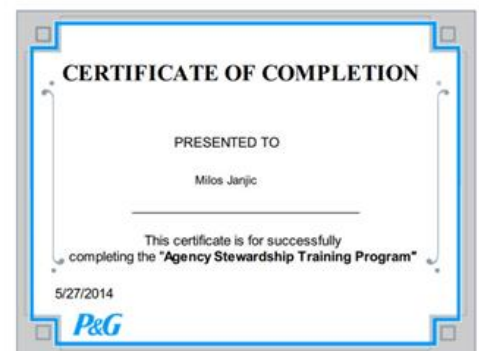 CERTIFICATE OF COMPLETION
PRESENTED TO
Milos Janjic
This certificate is for successfully
completing the "Agency Stewardship Training Program"
5/27/2014
P&G